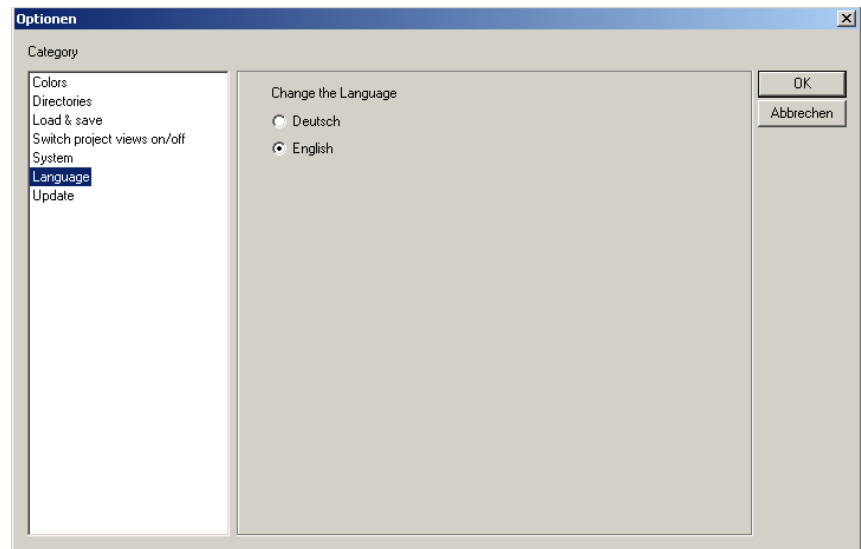 Optionen
Category
Colors
Directories
Load & save
Switch project views on/off
System
Language
Update
Change the Language
Deutsch
English
OK
Abbrechen